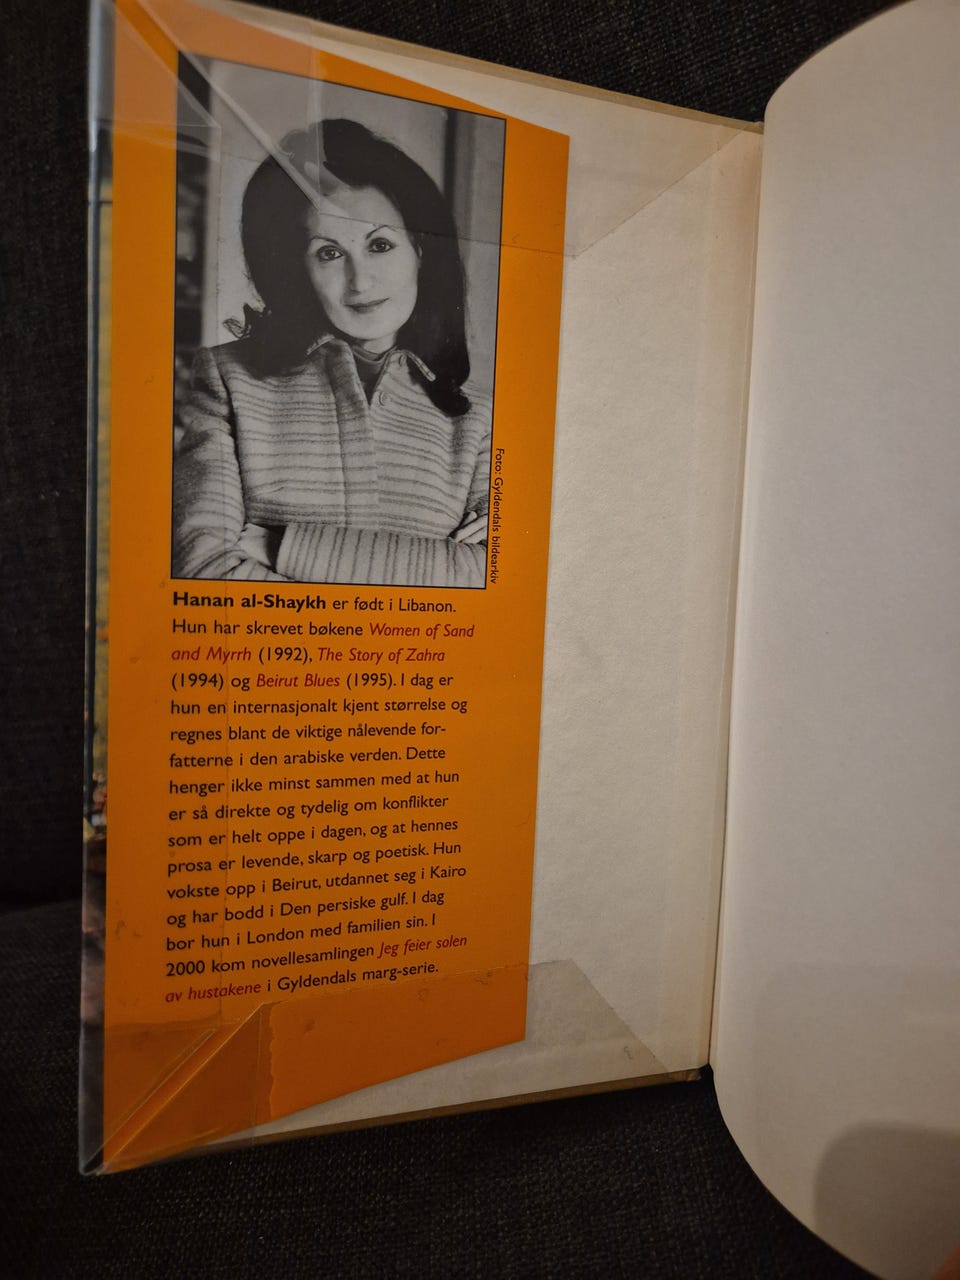 Foto: Gyldendals bildearkiv
Hanan al-Shaykh er født i Libanon.
Hun har skrevet bøkene Women of Sand
and Myrrh (1992), The Story of Zahra
(1994) og Beirut Blues (1995). I dag er
hun en internasjonalt kjent størrelse og
regnes blant de viktige nålevende for-
fatterne i den arabiske verden. Dette
henger ikke minst sammen med at hun
er så direkte og tydelig om konflikter
som er helt oppe i dagen, og at hennes
prosa er levende, skarp og poetisk. Hun
vokste opp i Beirut, utdannet seg i Kairo
og har bodd i Den persiske gulf. I dag
bor hun i London med familien sin. I
2000 kom novellesamlingen Jeg feier solen
av hustakene i Gyldendals marg-serie.